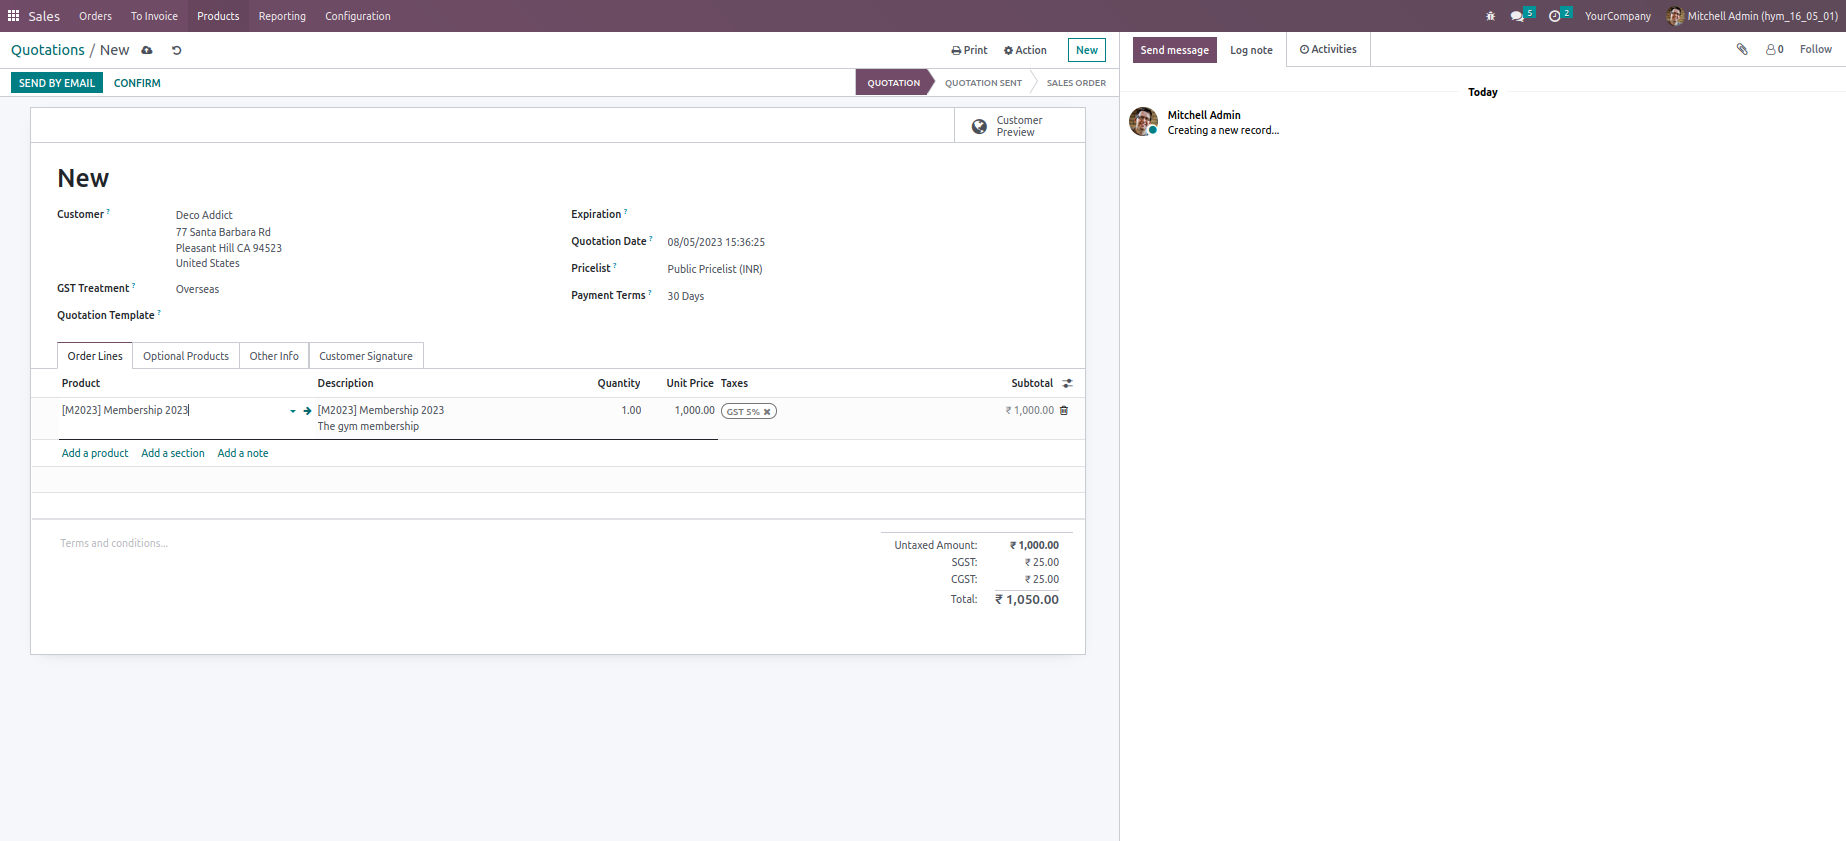 Sales Orders To Invoice Products Reporting Configuration 5 2 YourCompany Mitchell Admin (hym_16_05_01)
Quotations / New Print Action New
SEND BY EMAIL CONFIRM QUOTATION QUOTATION SENT SALES ORDER
Customer
Preview
New
Customer ? Deco Addict
77 Santa Barbara Rd
Pleasant Hill CA 94523
United States
GST Treatment ? Overseas
Quotation Template ?
Expiration ?
Quotation Date ? 08/05/2023 15:36:25
Pricelist ? Public Pricelist (INR)
Payment Terms ? 30 Days
Order Lines Optional Products Other Info Customer Signature
Product Description Quantity Unit Price Taxes Subtotal
[M2023] Membership 2023 [M2023] Membership 2023 1.00 1,000.00 GST 5% ₹ 1,000.00
The gym membership
Add a product Add a section Add a note
Terms and conditions...
Untaxed Amount: ₹ 1,000.00
SGST: ₹ 25.00
CGST: ₹ 25.00
Total: ₹ 1,050.00
Send message Log note Activities 0 Follow
Today
Mitchell Admin
Creating a new record...